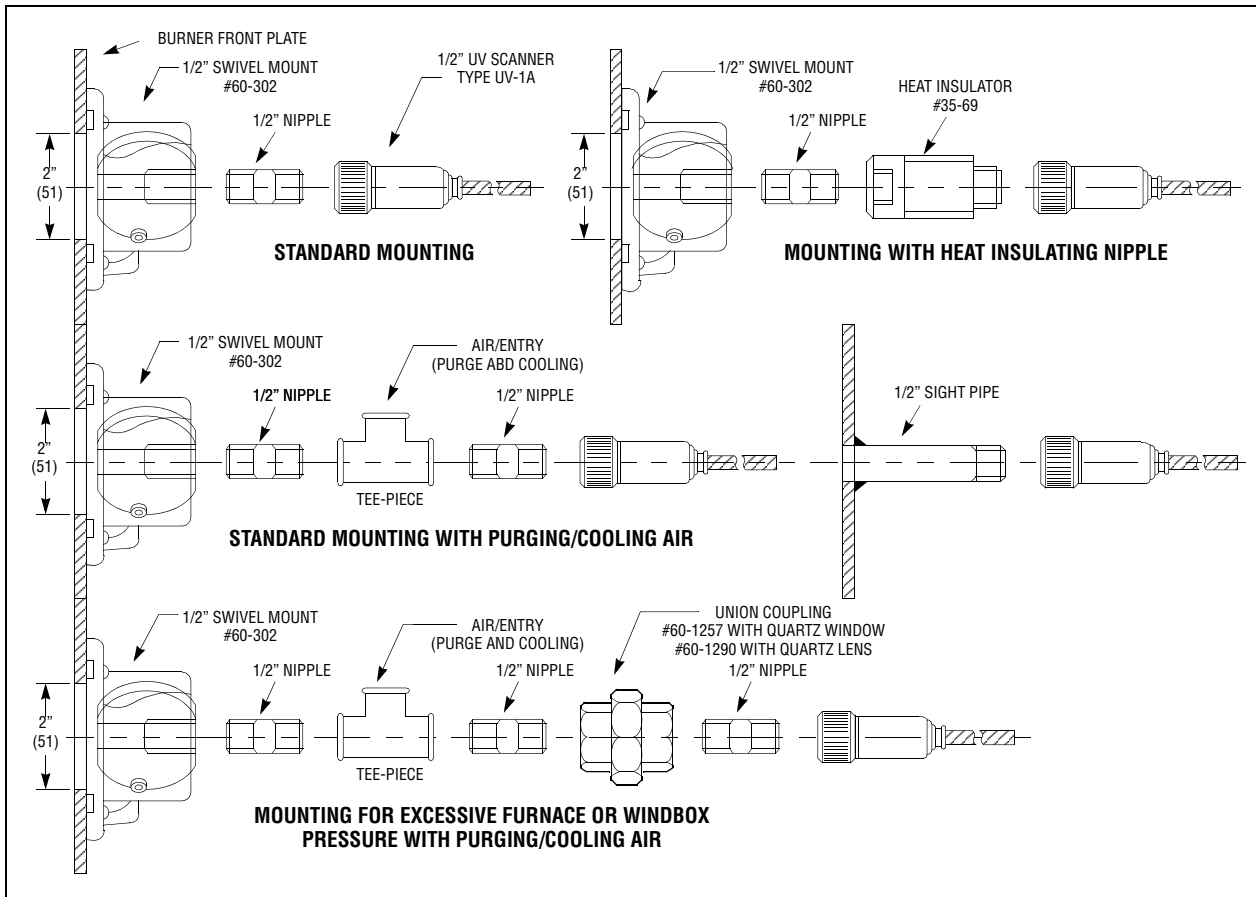 BURNER FRONT PLATE
1/2” SWIVEL MOUNT
#60-302
1/2” NIPPLE
1/2” UV SCANNER
TYPE UV-1A
2”
(51)
STANDARD MOUNTING
1/2” SWIVEL MOUNT
#60-302
1/2” NIPPLE
HEAT INSULATOR
#35-69
2”
(51)
MOUNTING WITH HEAT INSULATING NIPPLE
1/2” SWIVEL MOUNT
#60-302
1/2” NIPPLE
AIR/ENTRY
(PURGE ABD COOLING)
1/2” NIPPLE
2”
(51)
TEE-PIECE
STANDARD MOUNTING WITH PURGING/COOLING AIR
1/2” SIGHT PIPE
1/2” SWIVEL MOUNT
#60-302
1/2” NIPPLE
AIR/ENTRY
(PURGE AND COOLING)
1/2” NIPPLE
UNION COUPLING
#60-1257 WITH QUARTZ WINDOW
#60-1290 WITH QUARTZ LENS
1/2” NIPPLE
2”
(51)
TEE-PIECE
MOUNTING FOR EXCESSIVE FURNACE OR WINDBOX
PRESSURE WITH PURGING/COOLING AIR